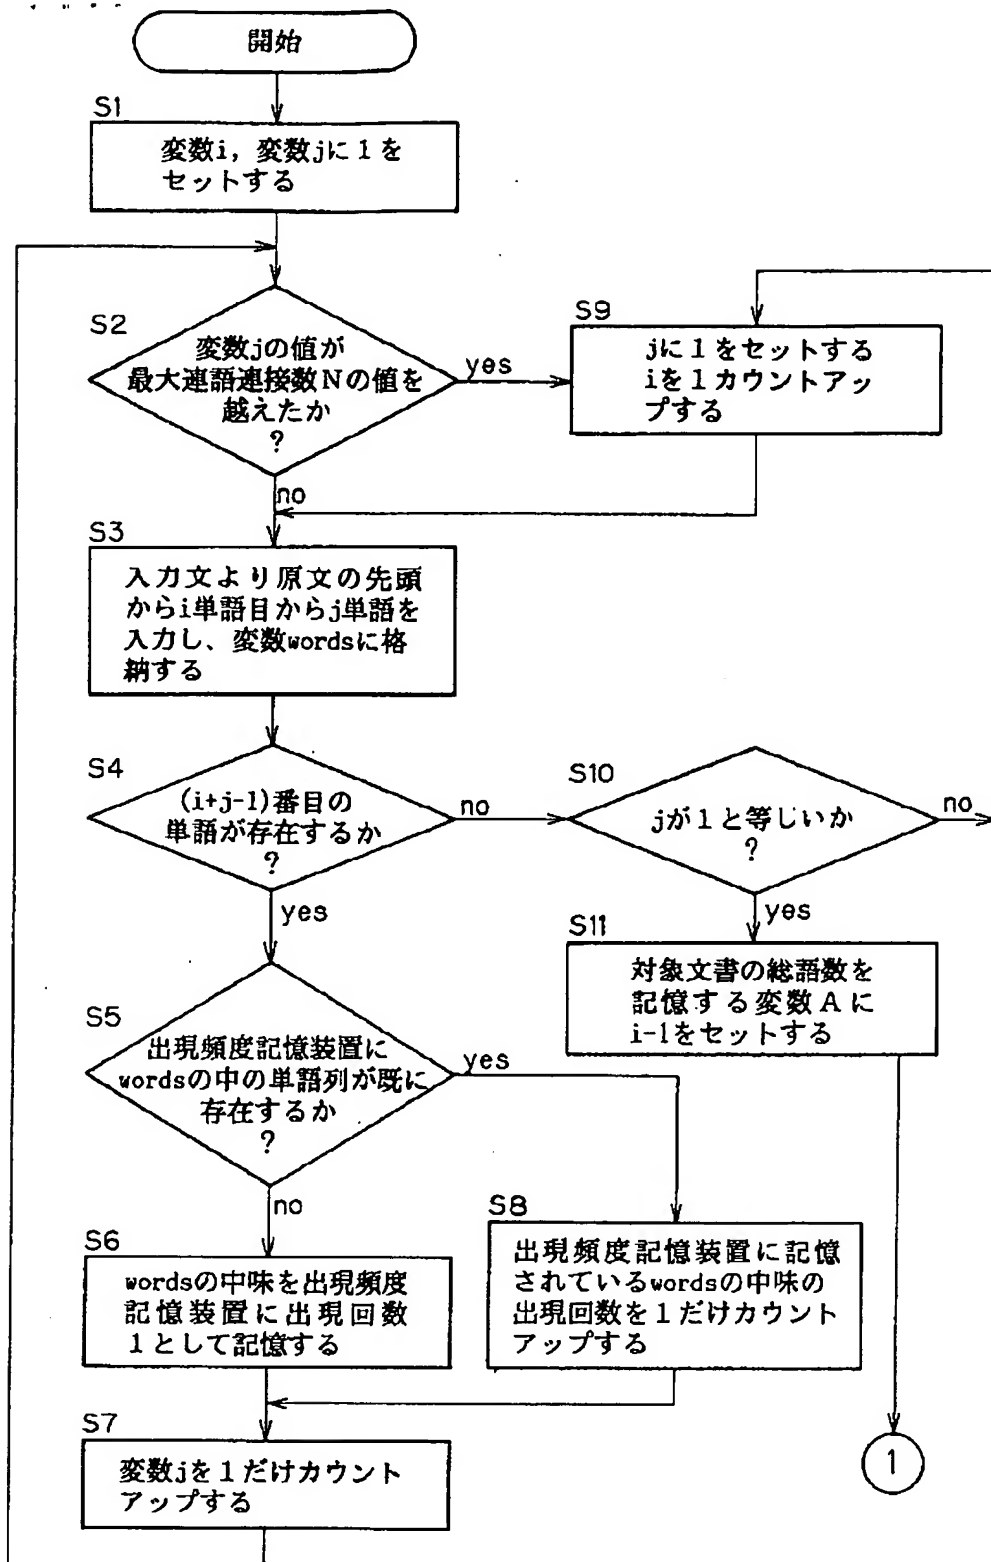 開始
S1
変数i, 変数jに1を
セットする
S2
変数jの値が
最大連語連接数Nの値を
越えたか
?
yes
no
S9
jに1をセットする
iを1カウントアッ
プする
S3
入力文より原文の先頭
からi単語目からj単語を
入力し、変数wordsに格
納する
S4
(i+j-1)番目の
単語が存在するか
?
no
yes
S10
jが1と等しいか
?
no
yes
S11
対象文書の総語数を
記憶する変数Aに
i-1をセットする
S5
出現頻度記憶装置に
wordsの中の単語列が既に
存在するか
?
yes
no
S6
wordsの中味を出現頻度
記憶装置に出現回数
1として記憶する
S8
出現頻度記憶装置に記憶
されているwordsの中味の
出現回数を1だけカウント
アップする
S7
変数jを1だけカウント
アップする
1